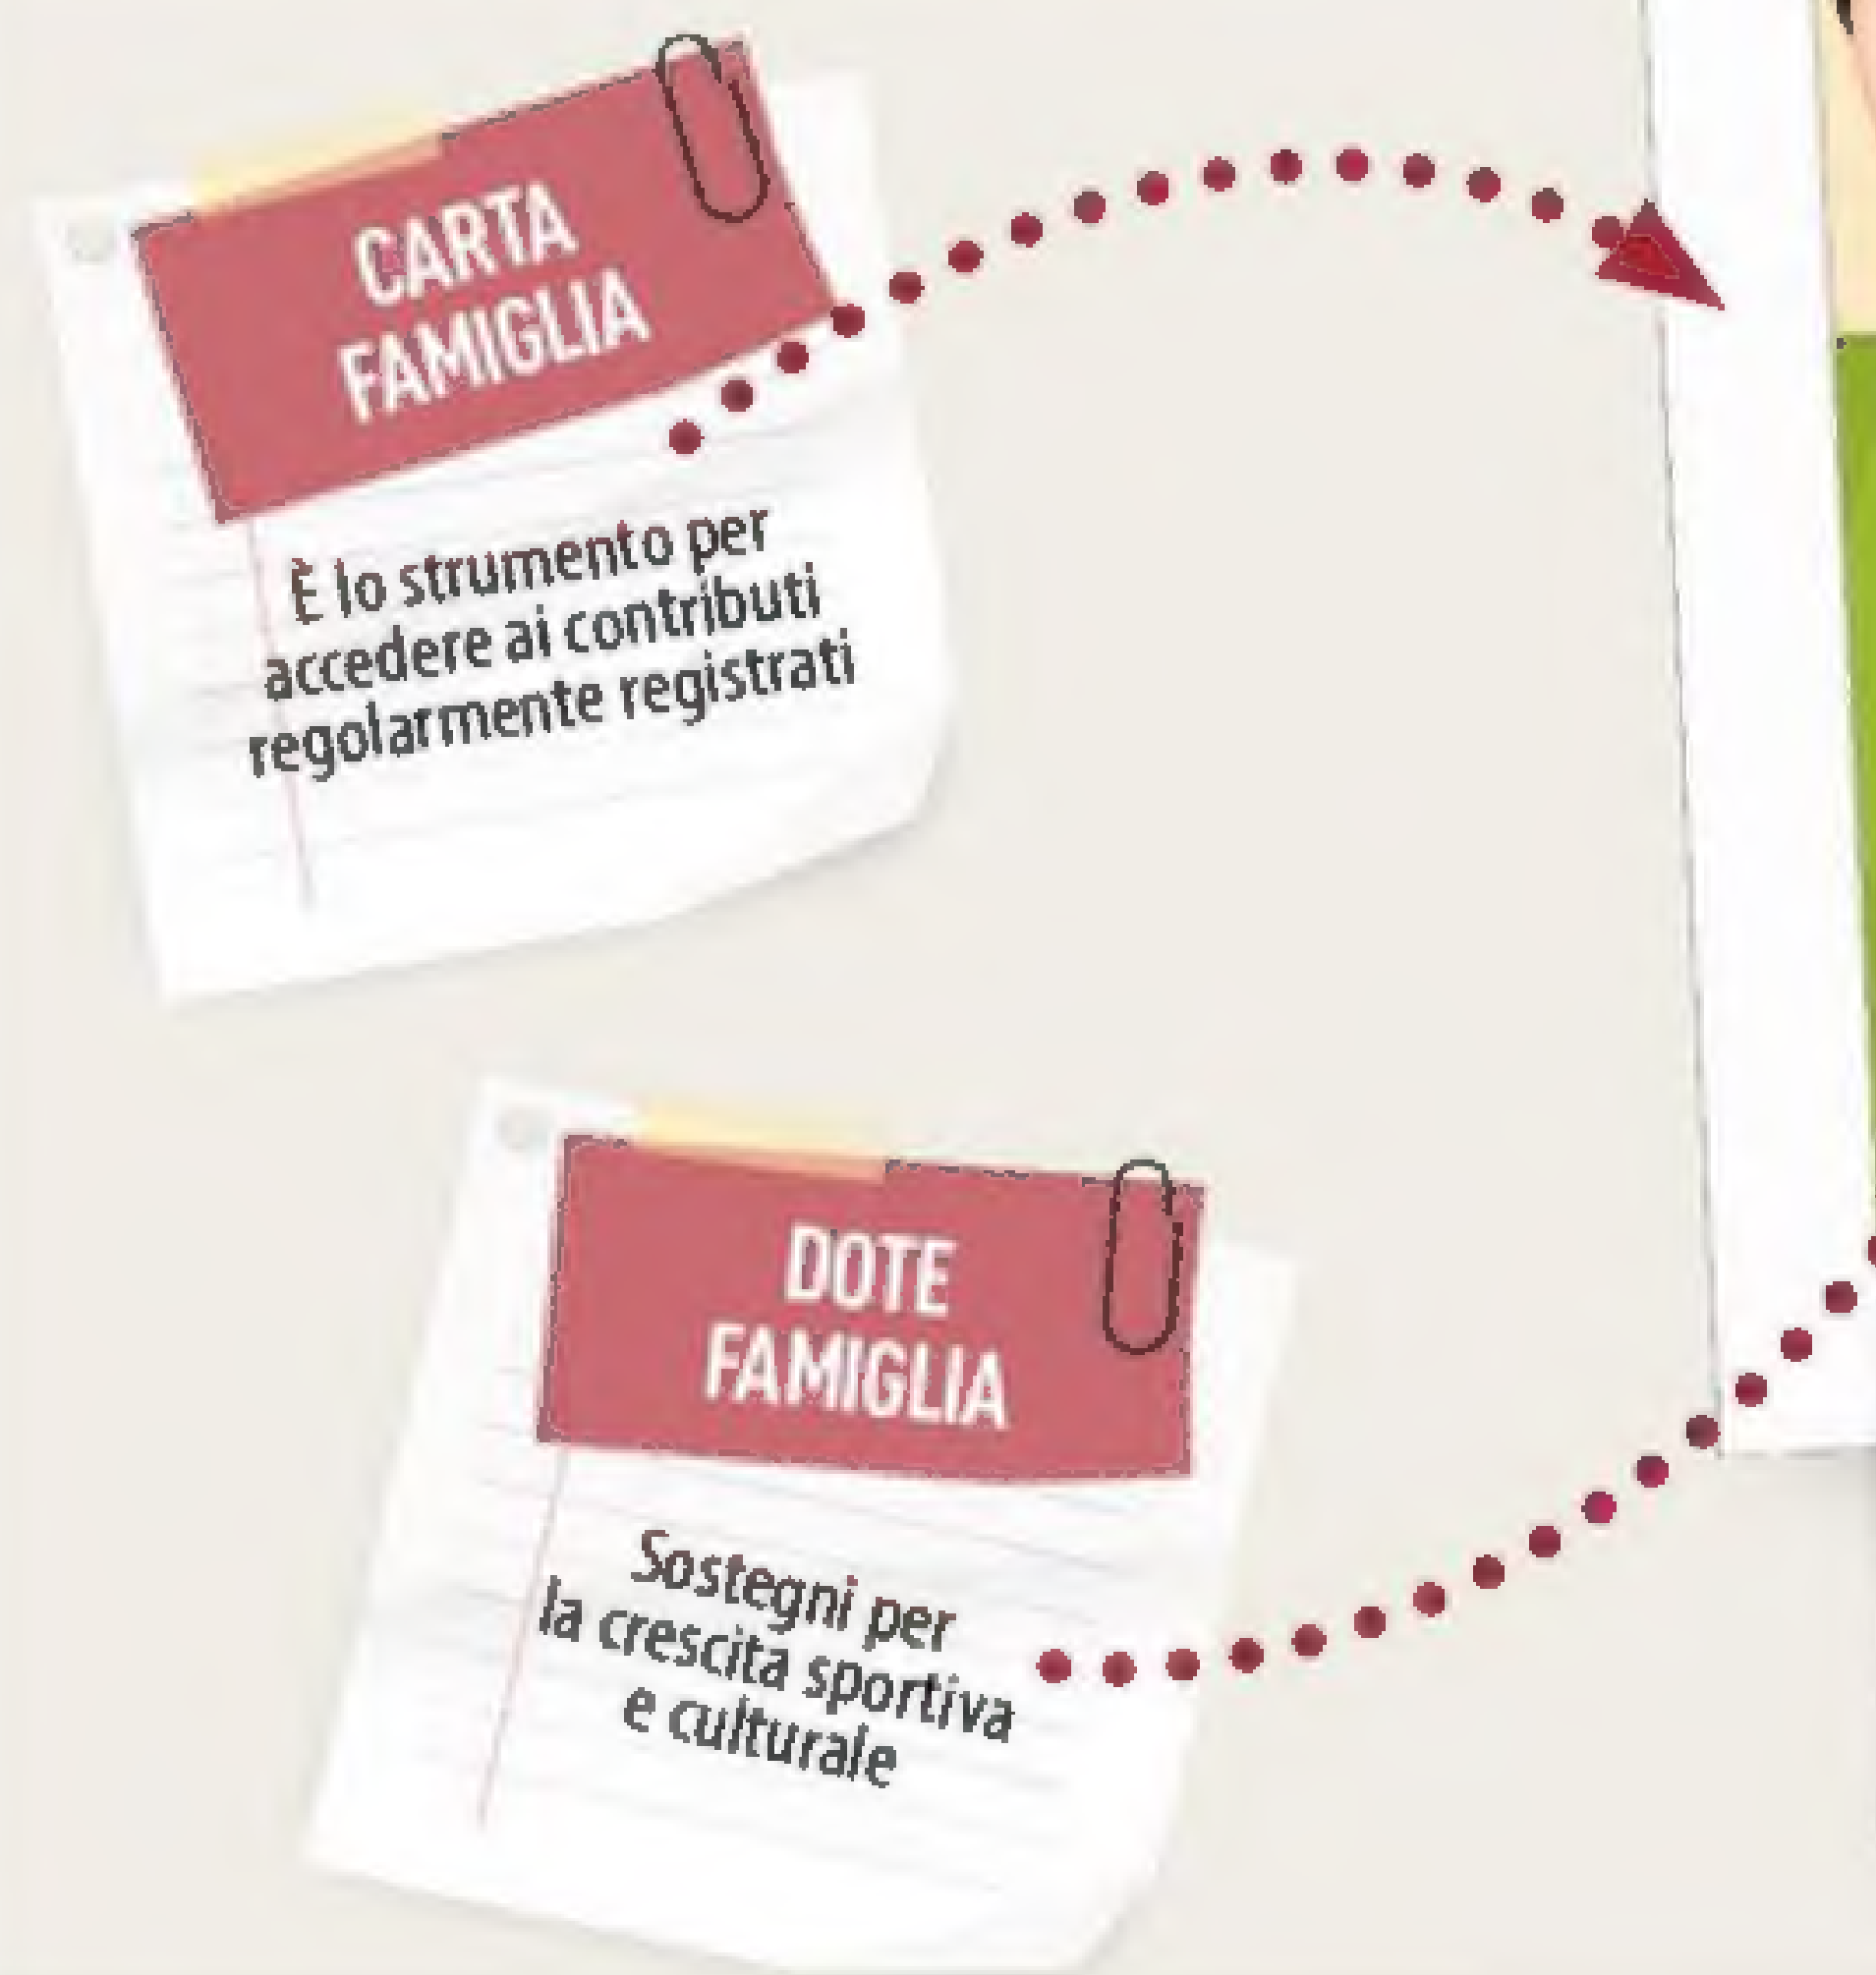 CARTA
FAMIGLIA
È lo strumento per
accedere ai contributi
regolarmente registrati
DOTE
FAMIGLIA
Sostegni per
la crescita sportiva
e culturale